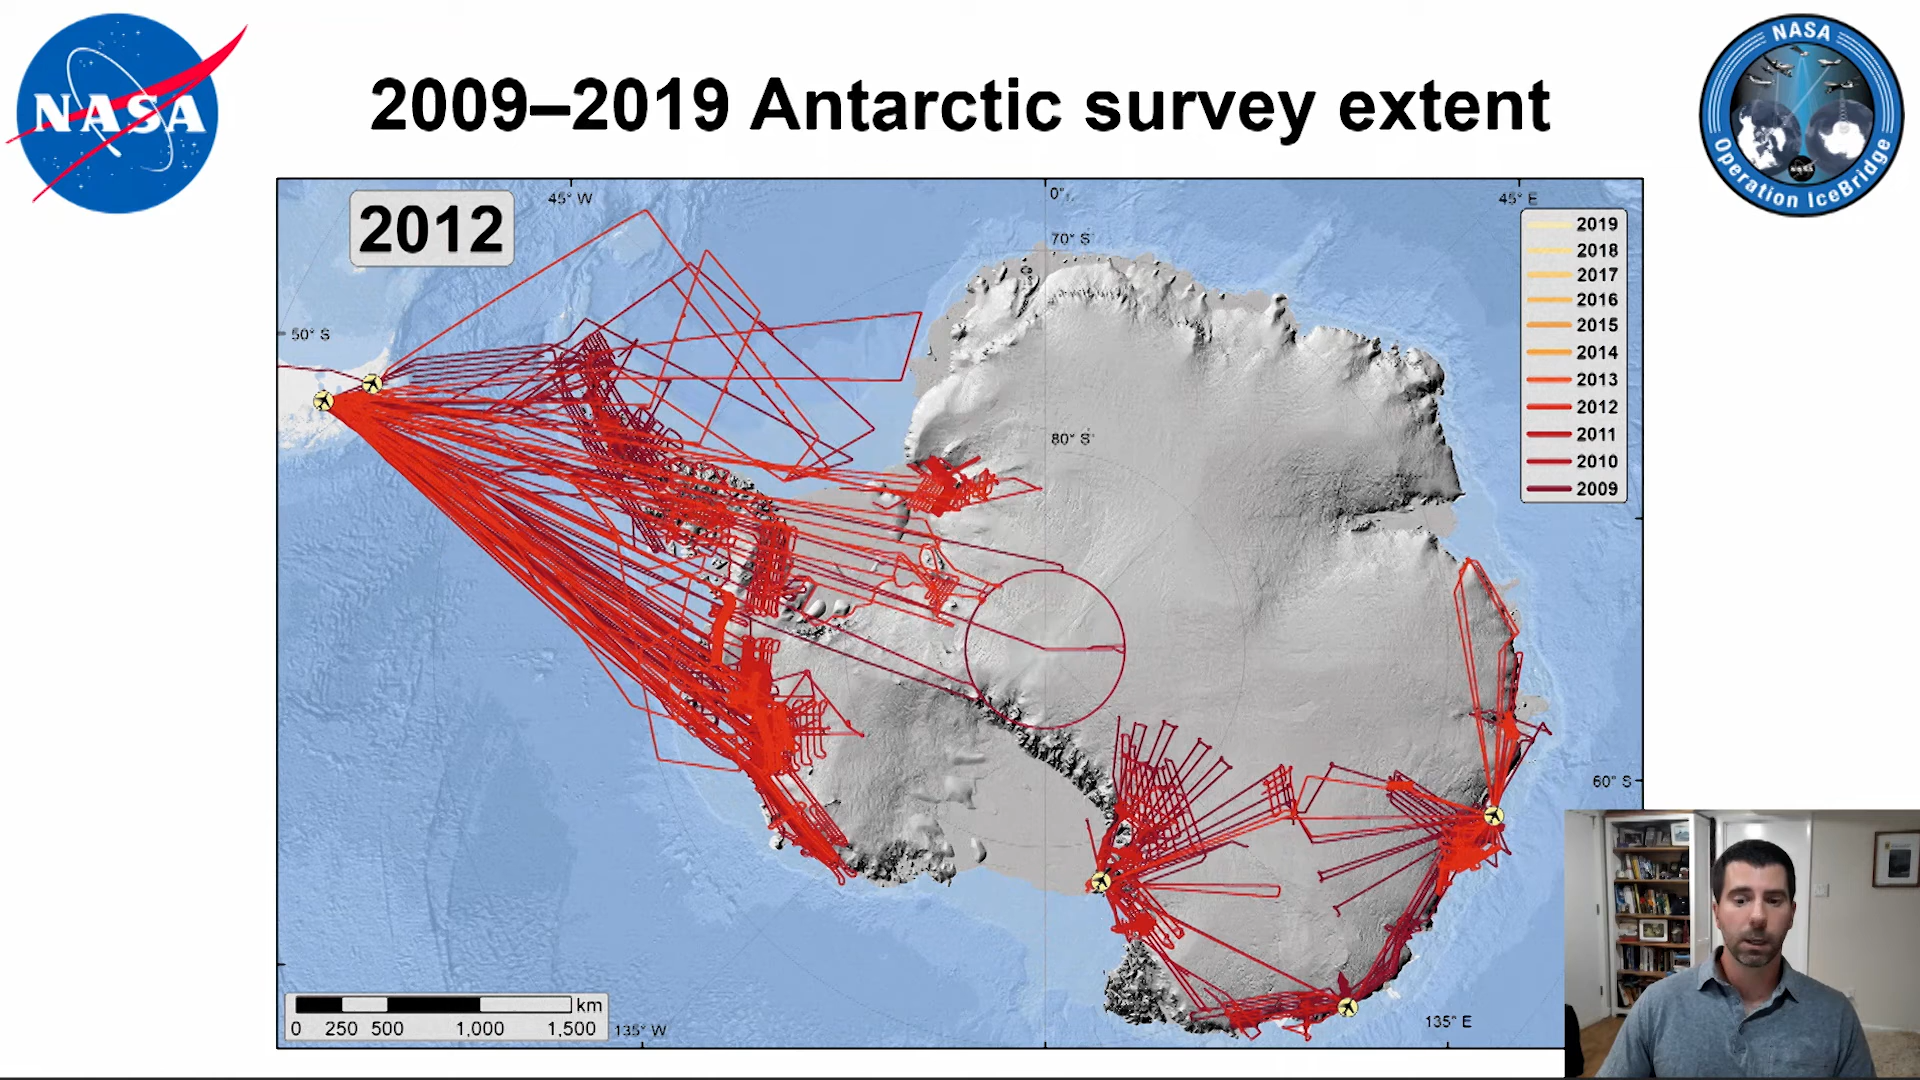 NASA
2009–2019 Antarctic survey extent
NASA
Operation IceBridge
2012
45° W
0°
45° E
70° S
50° S
80° S
60° S
2019
2018
2017
2016
2015
2014
2013
2012
2011
2010
2009
km
0 250 500 1,000 1,500
135° W
135° E